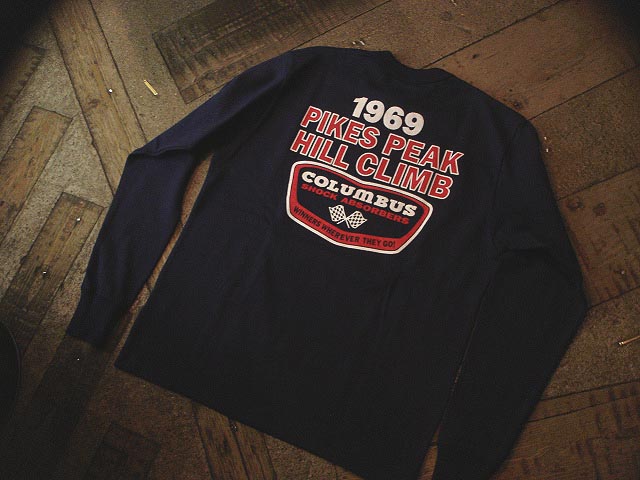 1969
PIKES PEAK
HILL CLIMB
COLUMBUS
SHOCK ABSORBERS
WINNERS WHEREVER THEY GO!